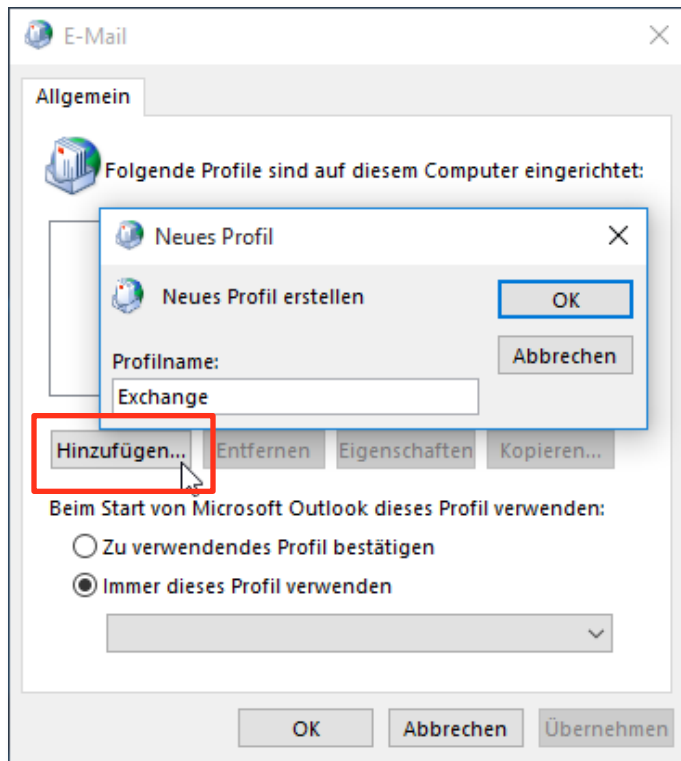 E-Mail
Allgemein
Folgende Profile sind auf diesem Computer eingerichtet:
Neues Profil
Neues Profil erstellen
OK
Abbrechen
Profilname:
Exchange
Hinzufügen... Entfernen Eigenschaften Kopieren...
Beim Start von Microsoft Outlook dieses Profil verwenden:
Zu verwendendes Profil bestätigen
Immer dieses Profil verwenden
OK Abbrechen Übernehmen